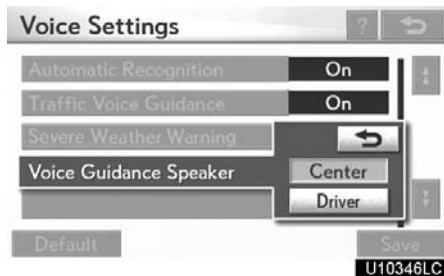 Voice Settings
?
Automatic Recognition On
Traffic Voice Guidance On
Severe Weather Warning
Voice Guidance Speaker Center
Driver
Default Save
U10346LC